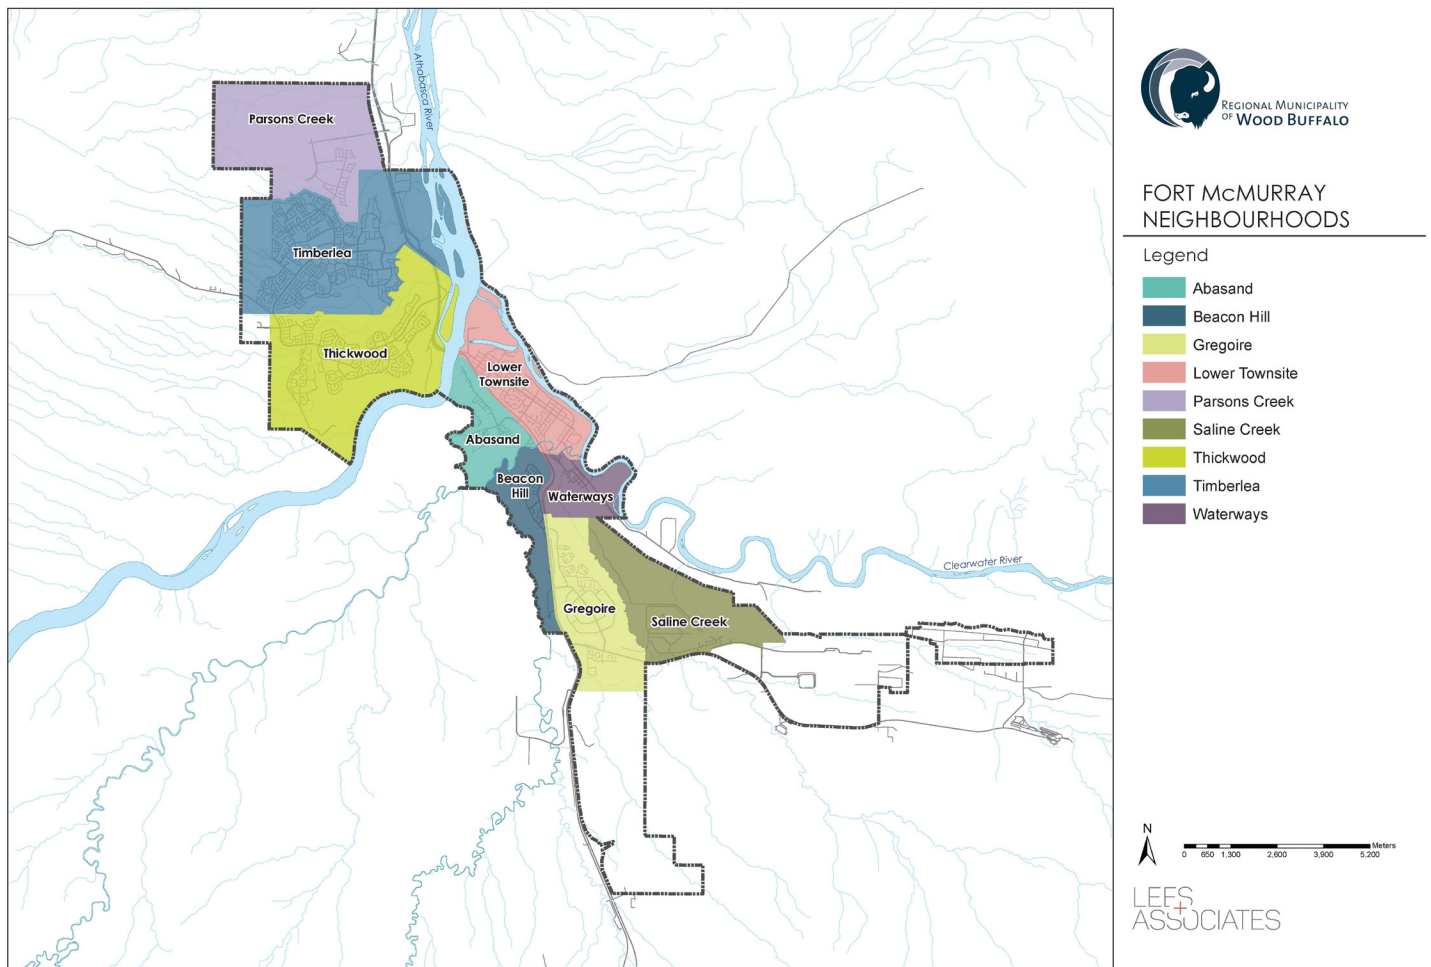 Athabasca River
Parsons Creek
Timberlea
Thickwood
Lower
Townsite
Abasand
Beacon
Hill
Waterways
Clearwater River
Gregoire
Saline Creek
REGIONAL MUNICIPALITY
OF WOOD BUFFALO
FORT McMURRAY
NEIGHBOURHOODS
Legend
Abasand
Beacon Hill
Gregoire
Lower Townsite
Parsons Creek
Saline Creek
Thickwood
Timberlea
Waterways
N
Meters
0 650 1,300 2,600 3,900 5,200
LEES
+
ASSOCIATES